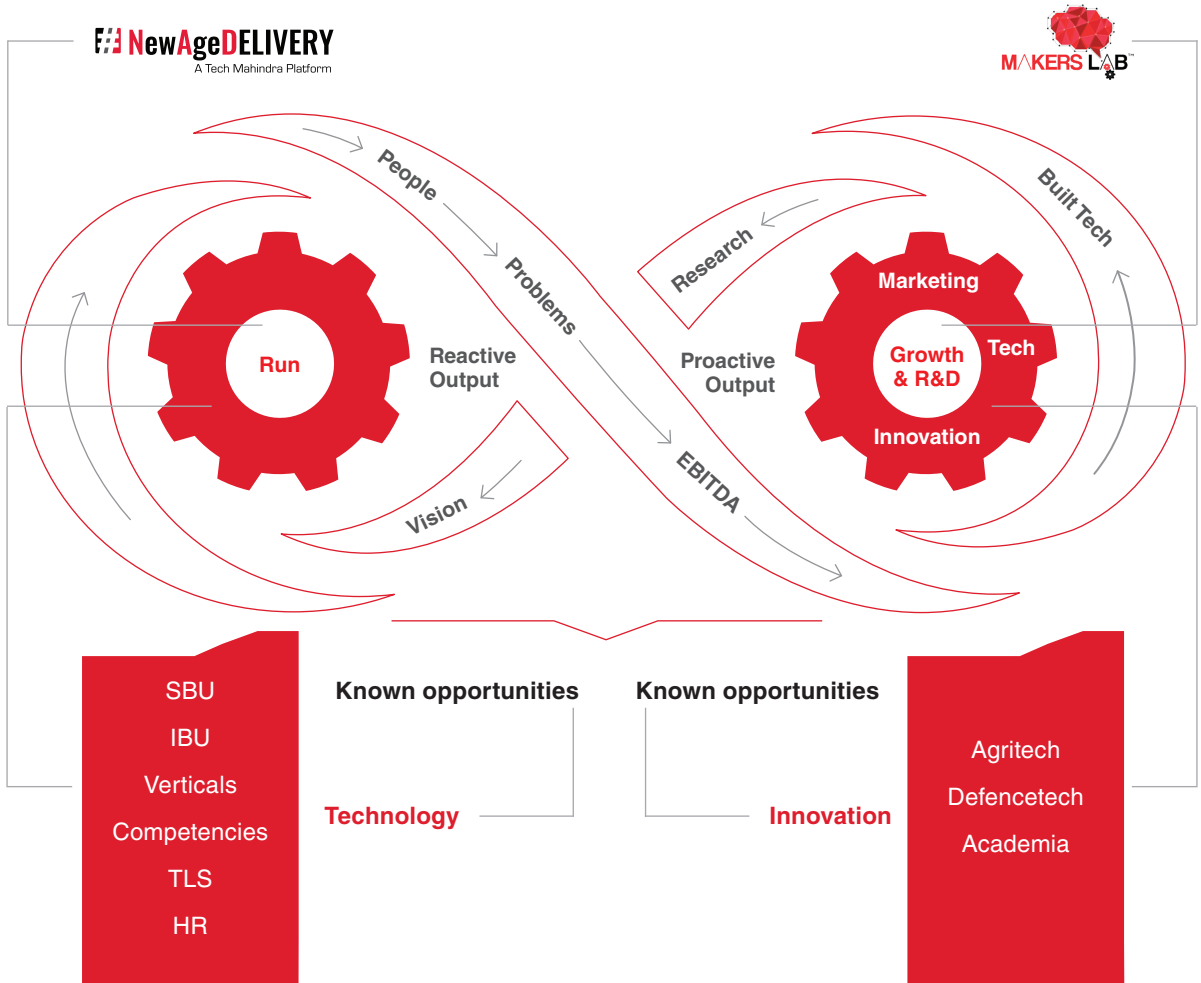 NewAgeDELIVERY
A Tech Mahindra Platform
MAKERS LAB™
People
Problems
EBITDA
Research
Built Tech
Vision
Run
Reactive
Output
Proactive
Output
Marketing
Growth
& R&D
Tech
Innovation
SBU
IBU
Verticals
Competencies
TLS
HR
Known opportunities
Technology
Known opportunities
Innovation
Agritech
Defencetech
Academia